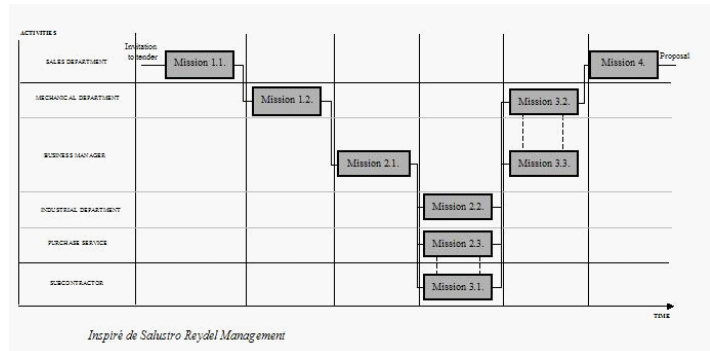 ACTIVITIES
Invitation
to tender
SALES DEPARTMENT
Mission 1.1.
Mission 4.
Proposal
MECHANICAL DEPARTMENT
Mission 1.2.
Mission 3.2.
BUSINESS MANAGER
Mission 2.1.
Mission 3.3.
INDUSTRIAL DEPARTMENT
Mission 2.2.
PURCHASE SERVICE
Mission 2.3.
SUBCONTRACTOR
Mission 3.1.
TIME
Inspiré de Salustro Reydel Management